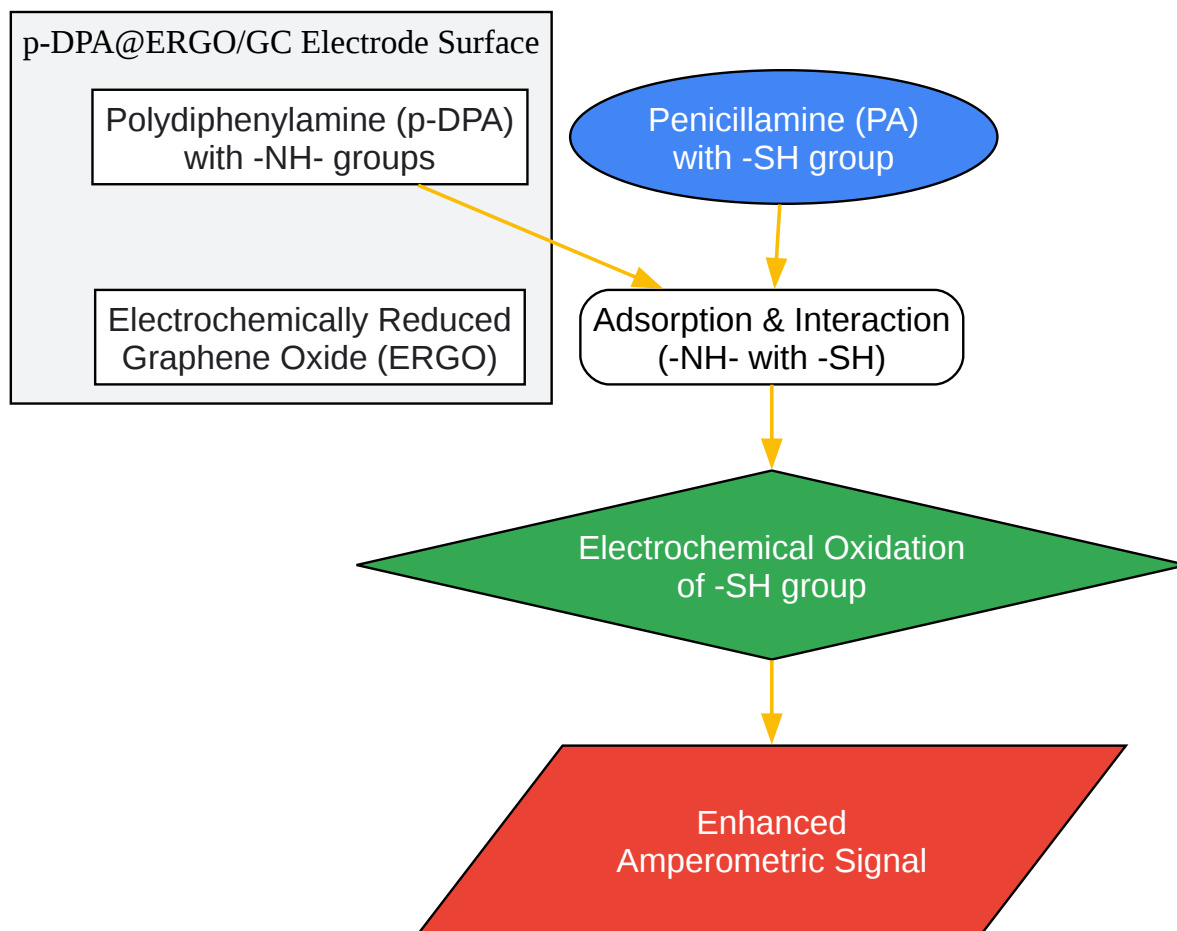 p-DPA@ERGO/GC Electrode Surface
Polydiphenylamine (p-DPA)
with -NH- groups
Penicillamine (PA)
with -SH group
Electrochemically Reduced
Graphene Oxide (ERGO)
Adsorption & Interaction
(-NH- with -SH)
Electrochemical Oxidation
of -SH group
Enhanced
Amperometric Signal